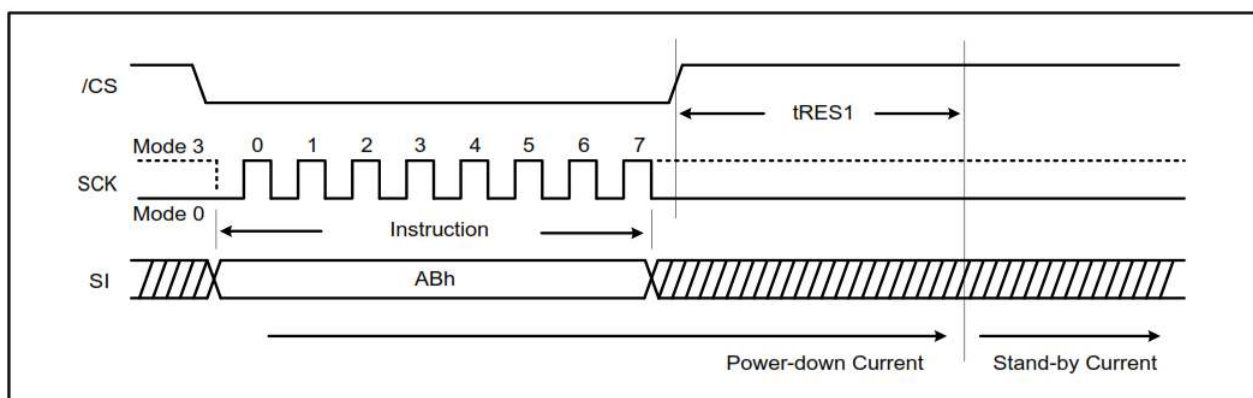 /CS
tRES1
Mode 3
0 1 2 3 4 5 6 7
SCK
Mode 0
Instruction
SI
ABh
Power-down Current
Stand-by Current